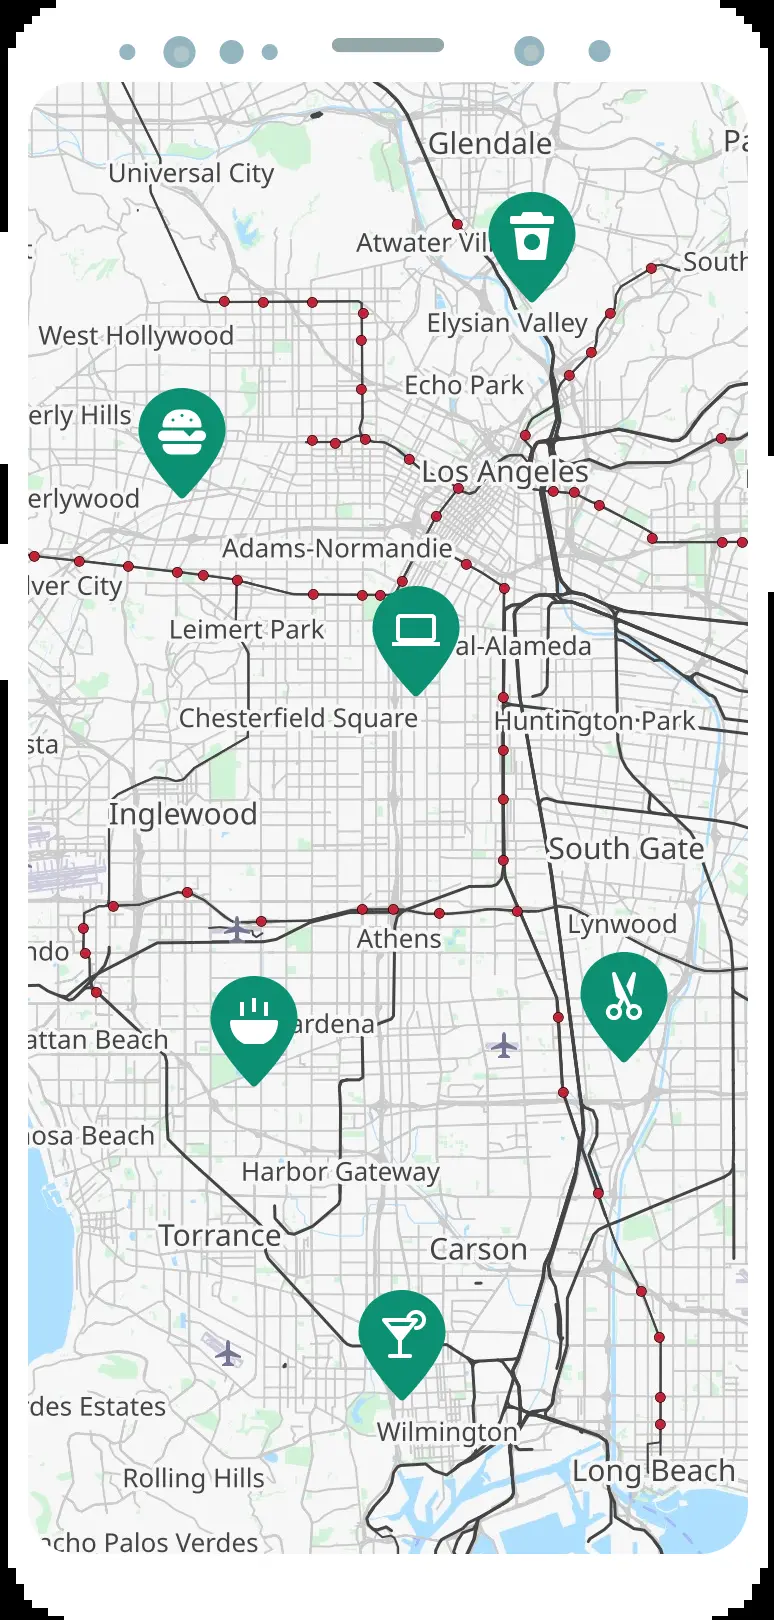 Glendale
Pa
Universal City
Atwater Vil
South
Elysian Valley
West Hollywood
Echo Park
erly Hills
Los Angeles
erlywood
Adams-Normandie
lver City
Leimert Park
al-Alameda
Chesterfield Square
Huntington Park
sta
Inglewood
South Gate
Lynwood
Athens
ndo
ardena
attan Beach
nosa Beach
Harbor Gateway
Torrance
Carson
rdes Estates
Wilmington
Long Beach
Rolling Hills
ncho Palos Verdes